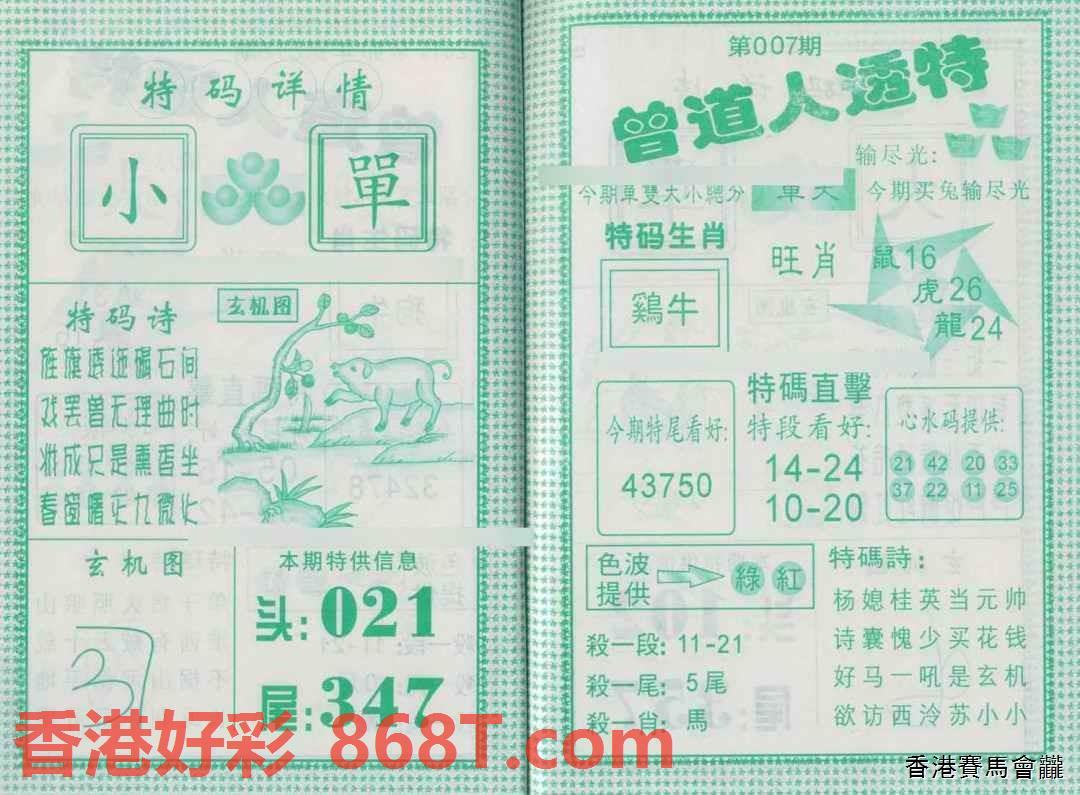 特码详情
小 單
特码诗
玄机图
春窗曙
玄机图
本期特供信息
头:021
尾:347
第007期
曾道人透特
输尽光:
今期單雙大小總分
今期买兔输尽光
特码生肖
旺肖
鼠16
虎26
龍24
鷄牛
特碼直擊
今期特尾看好:
43750
特段看好:
14-24
10-20
心水码提供:
21 42 20 33
37 22 11 25
色波
提供
綠 紅
殺一段: 11-21
殺一尾: 5尾
殺一肖: 馬
特碼詩:
杨媳桂英当元帅
诗囊愧少买花钱
好马一吼是玄机
欲访西泠苏小小
香港好彩 868T.com
香港賽馬會